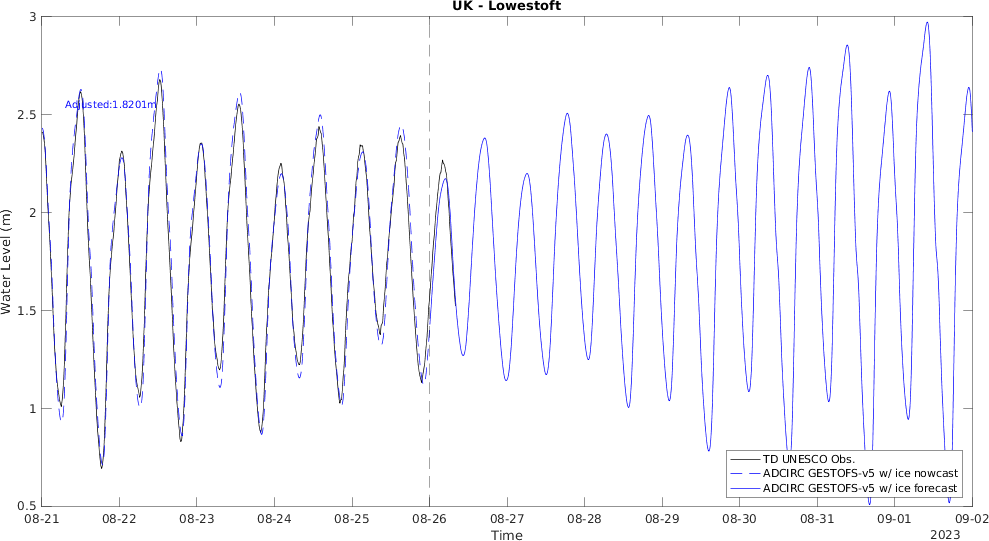 UK - Lowestoft
Adjusted:1.8201m
Water Level (m)
3
2.5
2
1.5
1
0.5
08-21 08-22 08-23 08-24 08-25 08-26 08-27 08-28 08-29 08-30 08-31 09-01 09-02
Time
2023
TD UNESCO Obs.
ADCIRC GESTOFS-v5 w/ ice nowcast
ADCIRC GESTOFS-v5 w/ ice forecast